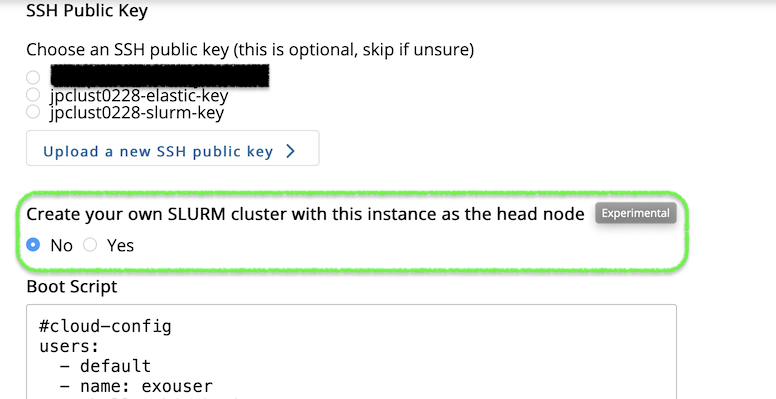 SSH Public Key
Choose an SSH public key (this is optional, skip if unsure)
jpclust0228-elastic-key
jpclust0228-slurm-key
Upload a new SSH public key
Create your own SLURM cluster with this instance as the head node Experimental
No Yes
Boot Script
#cloud-config
users:
  - default
  - name: exouser